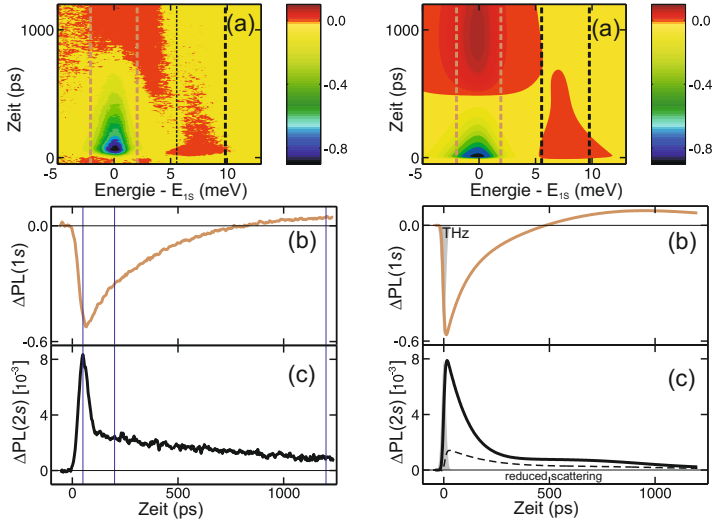 (a)
Zeit (ps)
1000
0
-5 0 5 10
Energie - E1S (meV)
0.0
-0.4
-0.8
(b)
ΔPL(1s)
0.0
-0.6
(c)
ΔPL(2s) [10-3]
8
4
0
0 500 1000
Zeit (ps)
(a)
Zeit (ps)
1000
0
-5 0 5 10
Energie - E1S (meV)
0.0
-0.4
-0.8
THz
(b)
ΔPL(1s)
0.0
-0.6
(c)
ΔPL(2s) [10-3]
8
4
0
reduced scattering
0 500 1000
Zeit (ps)